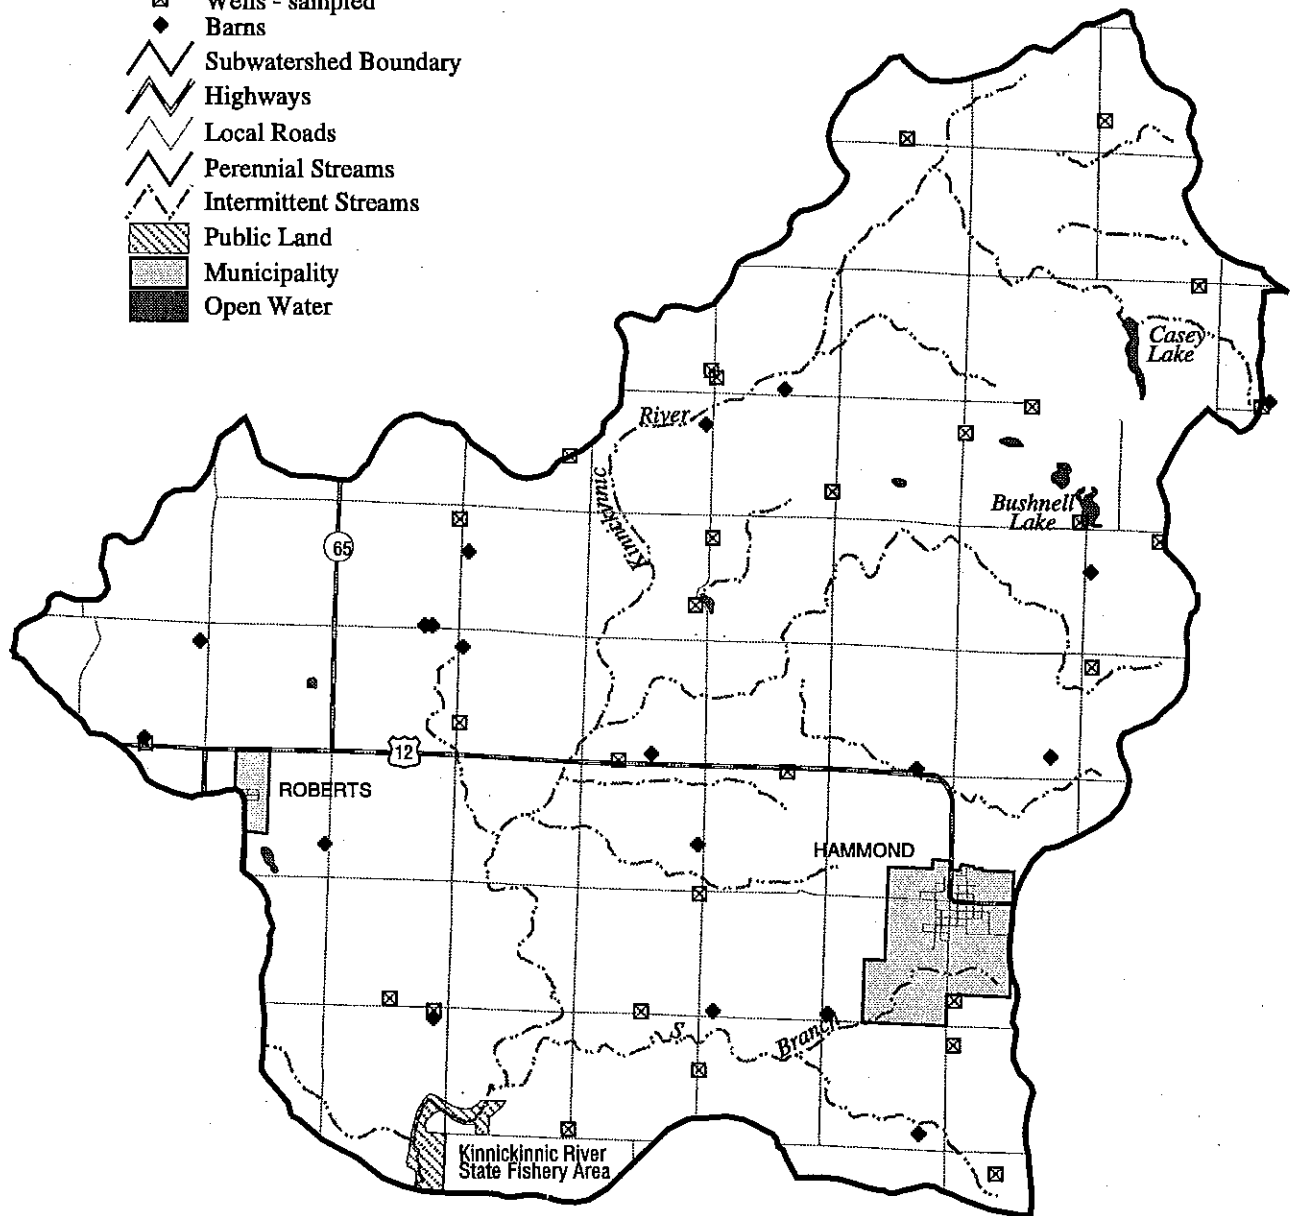 Wells - sampled
Barns
Subwatershed Boundary
Highways
Local Roads
Perennial Streams
Intermittent Streams
Public Land
Municipality
Open Water
Casey
Lake
River
Kinnickinnic
Bushnell
Lake
65
12
ROBERTS
HAMMOND
S.
Branch
Kinnickinnic River
State Fishery Area